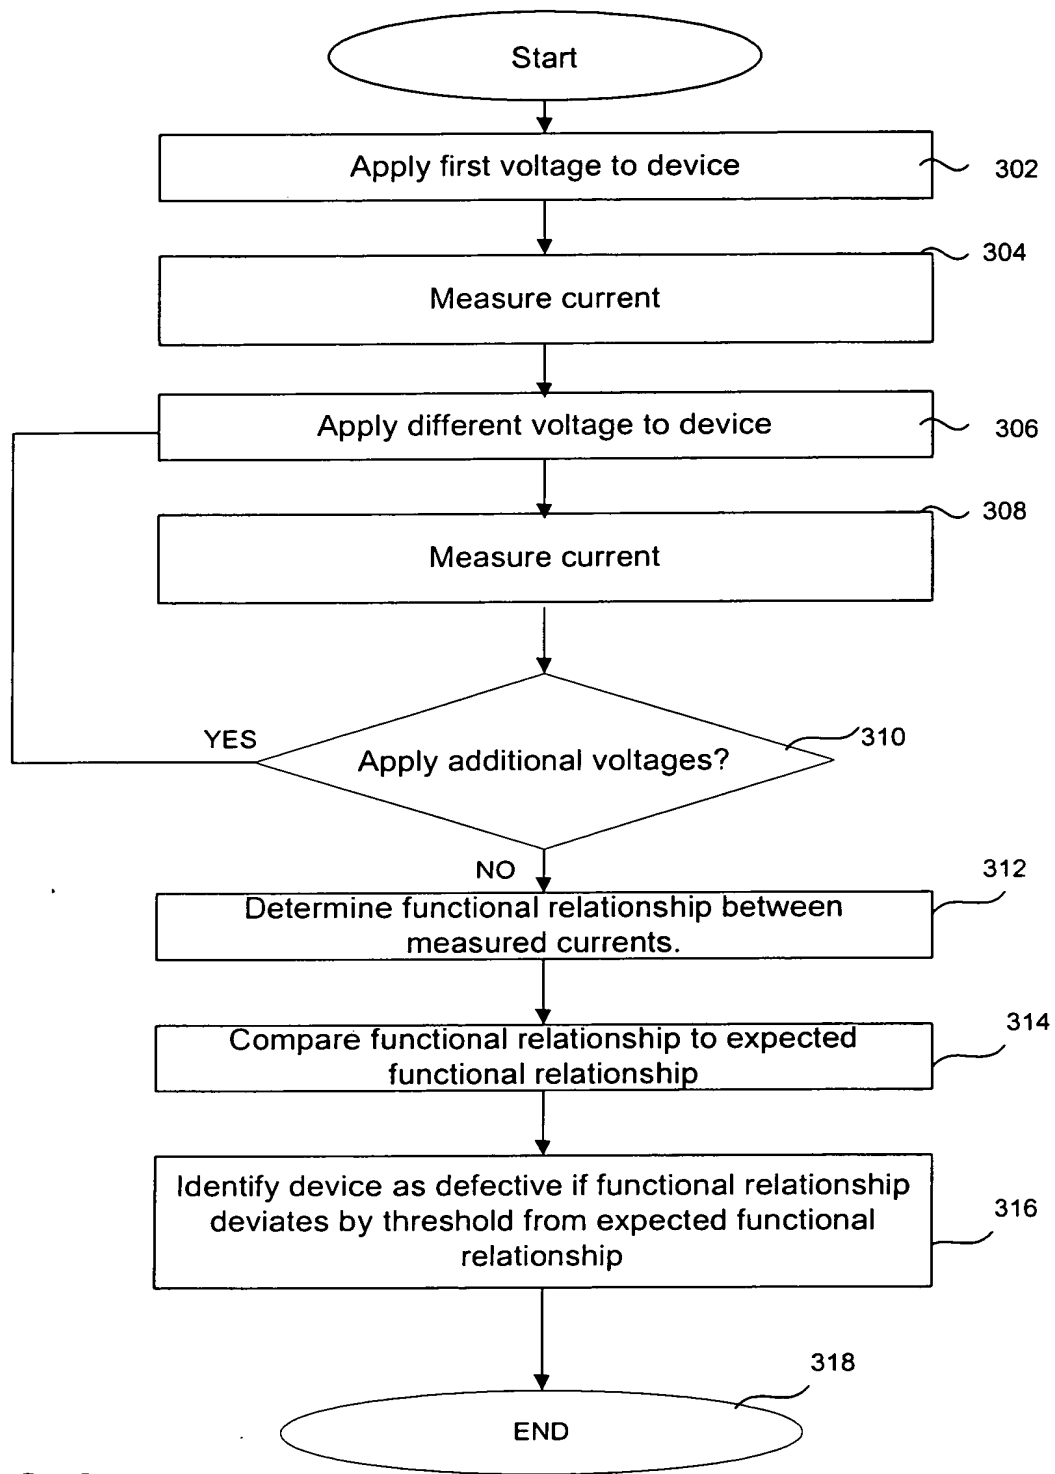 Start
Apply first voltage to device
302
304
Measure current
Apply different voltage to device
306
308
Measure current
YES
Apply additional voltages?
310
NO
312
Determine functional relationship between
measured currents.
314
Compare functional relationship to expected
functional relationship
Identify device as defective if functional relationship
deviates by threshold from expected functional
relationship
316
318
END